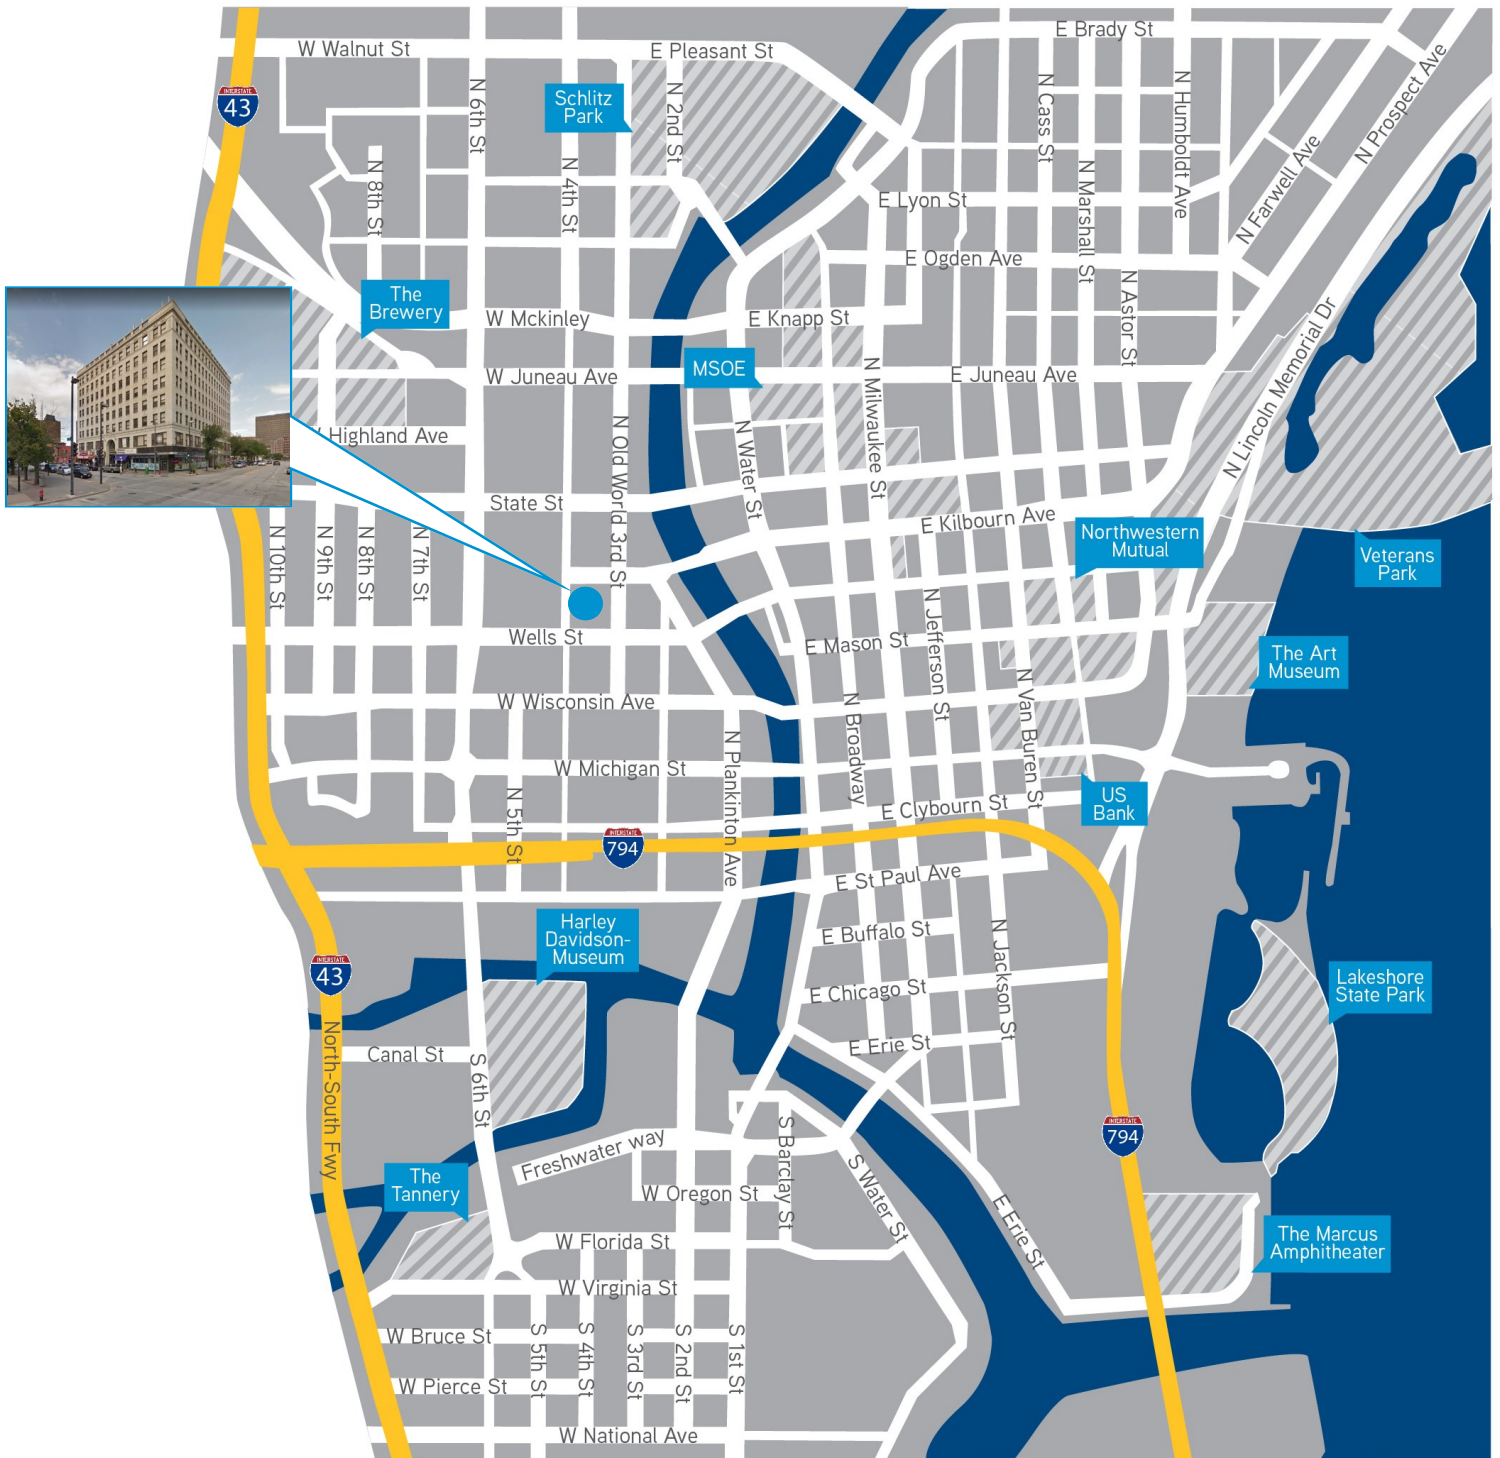 W Walnut St
E Pleasant St
E Brady St
INTERSTATE
43
N 6th St
Schlitz
Park
N 2nd St
N Cass St
N Humboldt Ave
N Prospect Ave
N 8th St
N 4th St
N Marshall St
N Farwell Ave
E Lyon St
E Ogden Ave
N Astor St
The
Brewery
W Mckinley
E Knapp St
N Lincoln Memorial Dr
MSOE
W Juneau Ave
E Juneau Ave
N Milwaukee St
N Old World 3rd St
N Water St
Highland Ave
State St
E Kilbourn Ave
Northwestern
Mutual
Veterans
Park
N 10th St
N 9th St
N 8th St
N 7th St
N Jefferson St
Wells St
E Mason St
The Art
Museum
N Van Buren St
W Wisconsin Ave
N Broadway
N Plankinton Ave
W Michigan St
US
Bank
N 5th St
E Clybourn St
INTERSTATE
794
E St Paul Ave
Harley
Davidson-
Museum
E Buffalo St
N Jackson St
INTERSTATE
43
Lakeshore
State Park
E Chicago St
North-South Fwy
Canal St
S 6th St
E Erie St
INTERSTATE
794
S Barclay St
Freshwater way
S Water St
The
Tannery
W Oregon St
E Erie St
The Marcus
Amphitheater
W Florida St
W Virginia St
W Bruce St
S 5th St
S 4th St
S 3rd St
S 2nd St
S 1st St
W Pierce St
W National Ave